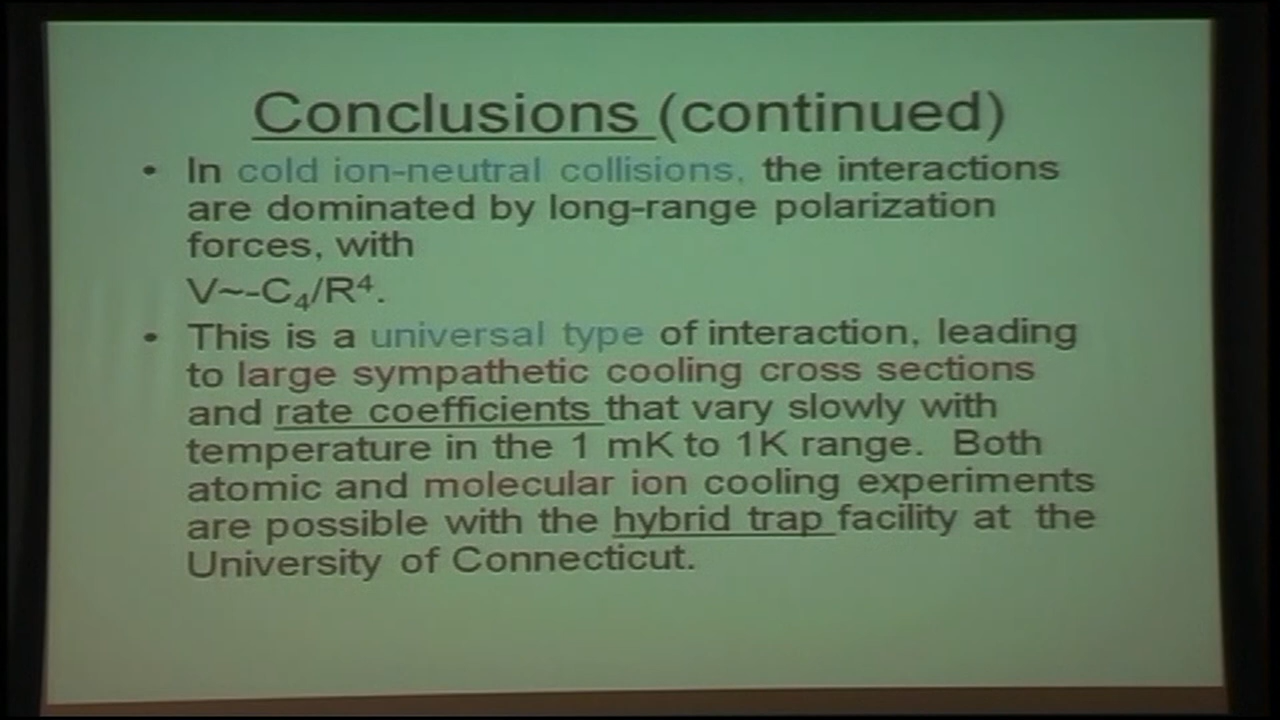 Conclusions (continued)
• In cold ion-neutral collisions, the interactions
are dominated by long-range polarization
forces, with
V~-C₄/R⁴.
• This is a universal type of interaction, leading
to large sympathetic cooling cross sections
and rate coefficients that vary slowly with
temperature in the 1 mK to 1K range. Both
atomic and molecular ion cooling experiments
are possible with the hybrid trap facility at the
University of Connecticut.